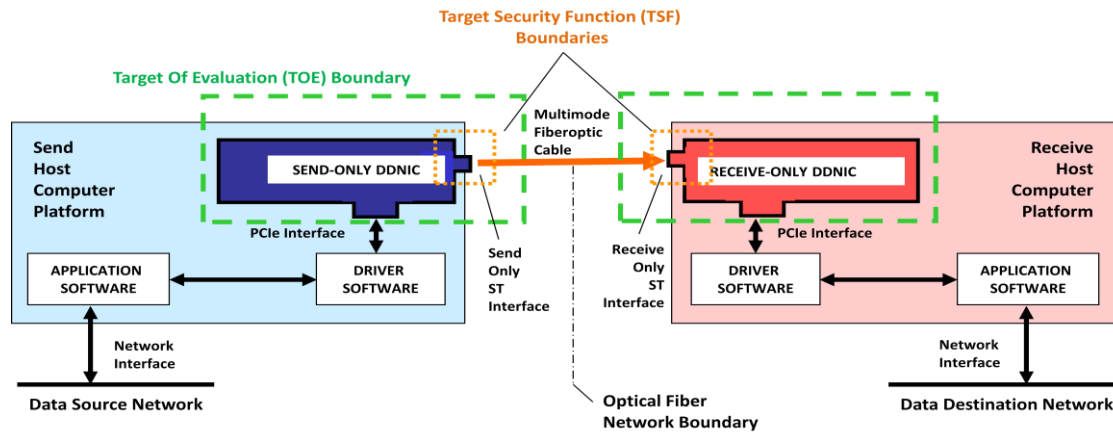 Target Security Function (TSF)
Boundaries
Target Of Evaluation (TOE) Boundary
Multimode
Fiberoptic
Cable
Send
Host
Computer
Platform
SEND-ONLY DDNIC
RECEIVE-ONLY DDNIC
Receive
Host
Computer
Platform
PCIe Interface
PCIe Interface
Send
Only
ST
Interface
Receive
Only
ST
Interface
APPLICATION
SOFTWARE
DRIVER
SOFTWARE
DRIVER
SOFTWARE
APPLICATION
SOFTWARE
Network
Interface
Network
Interface
Data Source Network
Optical Fiber
Network Boundary
Data Destination Network